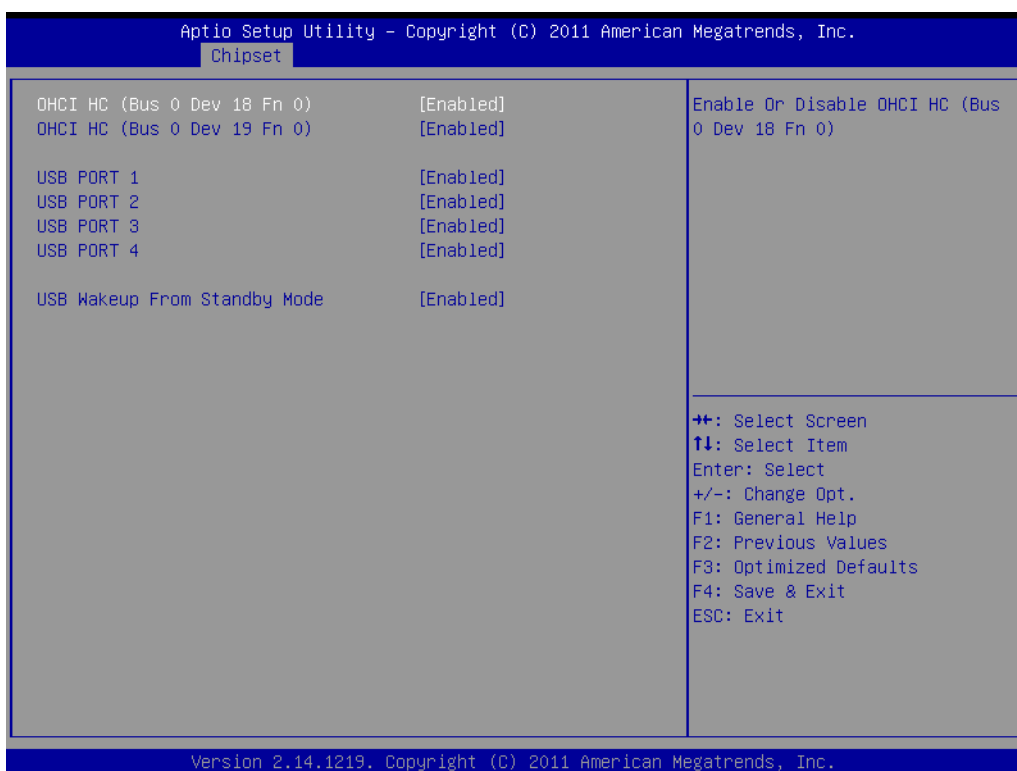 Aptio Setup Utility – Copyright (C) 2011 American Megatrends, Inc.
Chipset
OHCI HC (Bus 0 Dev 18 Fn 0) [Enabled]
OHCI HC (Bus 0 Dev 19 Fn 0) [Enabled]
USB PORT 1 [Enabled]
USB PORT 2 [Enabled]
USB PORT 3 [Enabled]
USB PORT 4 [Enabled]
USB Wakeup From Standby Mode [Enabled]
Enable Or Disable OHCI HC (Bus
0 Dev 18 Fn 0)
→←: Select Screen
↑↓: Select Item
Enter: Select
+/-: Change Opt.
F1: General Help
F2: Previous Values
F3: Optimized Defaults
F4: Save & Exit
ESC: Exit
Version 2.14.1219. Copyright (C) 2011 American Megatrends, Inc.